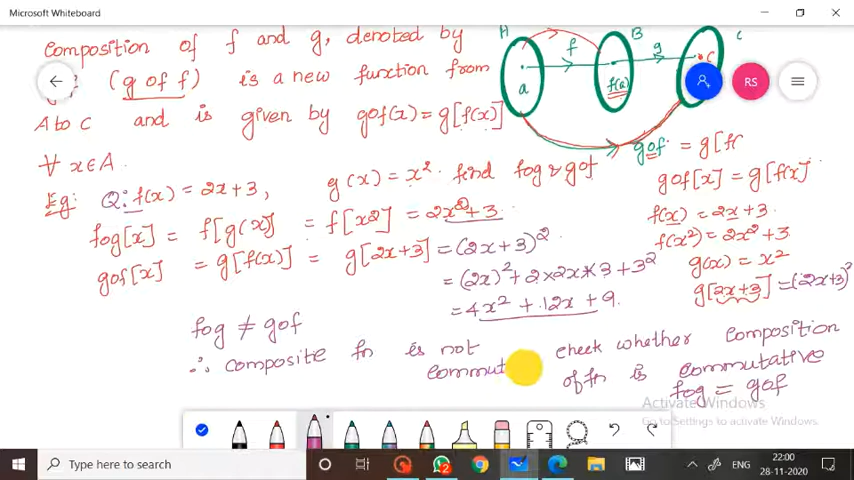 Microsoft Whiteboard
composition of f and g, denoted by
gof (g of f) is a new function from
A to C and is given by gof(x) = g[f(x)]
∀ x∈A.
A
B
C
f
g
a
f(a)
C
RS
gof = g[f(
gof[x] = g[f(x)]
Eg: Q: f(x) = 2x+3, g(x) = x². find fog & gof
fog[x] = f[g(x)] = f[x2] = 2x²+3.
gof[x] = g[f(x)] = g[2x+3] = (2x+3)²
= (2x)² + 2×2x×3 + 3²
= 4x² + 12x + 9.
f(x) = 2x+3.
f(x²) = 2x²+3
g(x) = x²
g[2x+3] = (2x+3)²
fog ≠ gof
∴ composite fn is not
commut
check whether composition
of fn is commutative
fog = gof
Activate Windows
Go to Settings to activate Windows.
Type here to search
2
ENG
22:00
28-11-2020